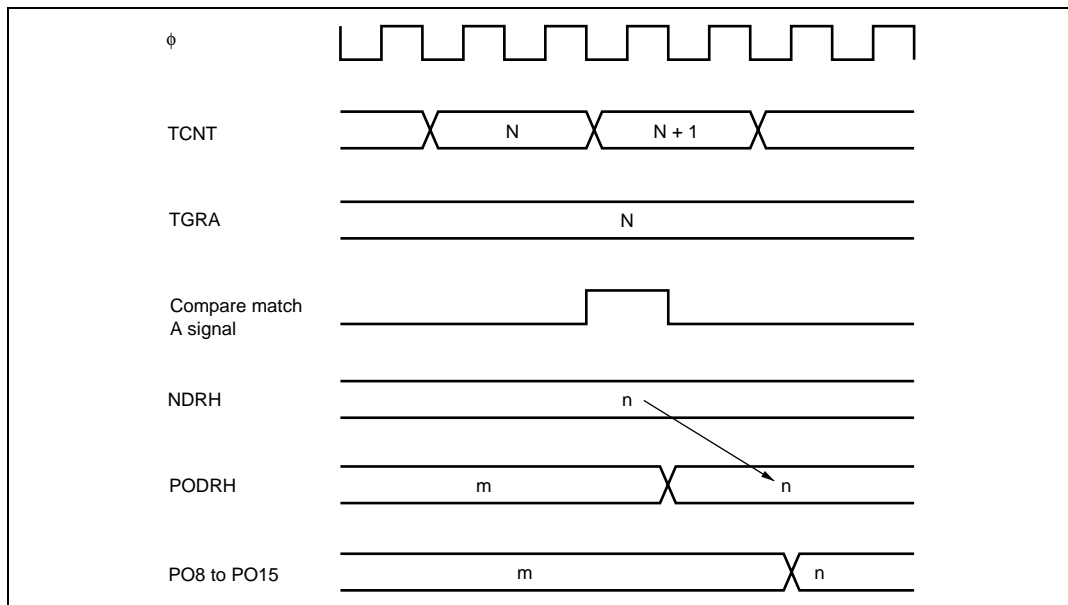 ϕ
TCNT
N
N + 1
TGRA
N
Compare match
A signal
NDRH
n
PODRH
m
n
PO8 to PO15
m
n